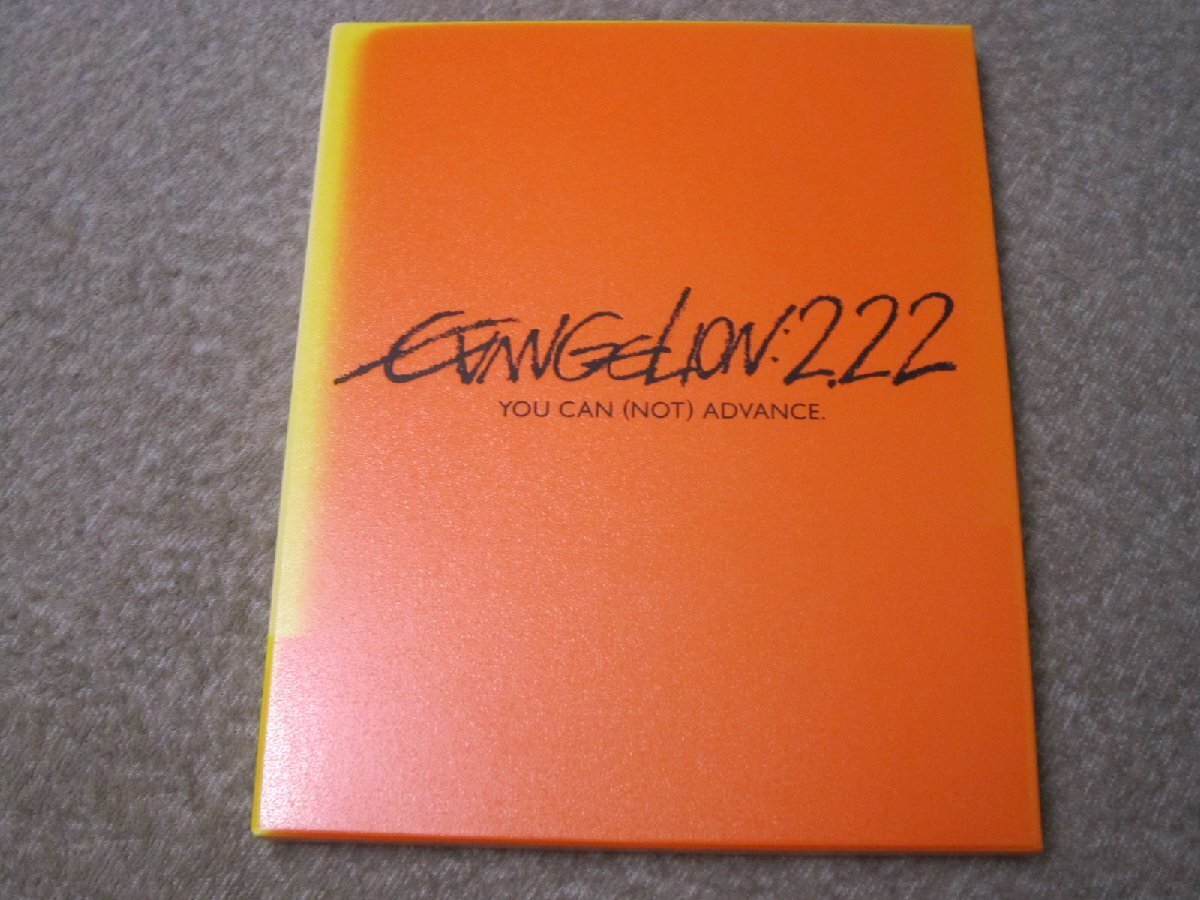 EVANGELION:2.22
YOU CAN (NOT) ADVANCE.